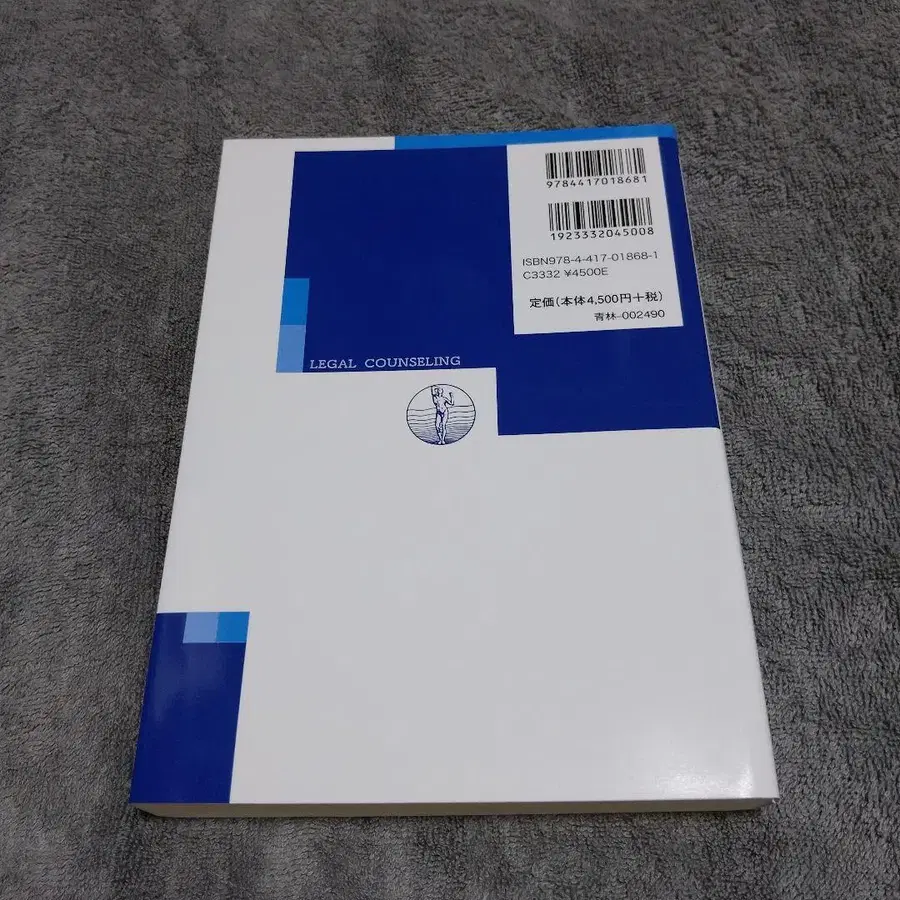 9784417018681
1923332045008
ISBN978-4-417-01868-1
C3332 ¥4500E
定価(本体4,500円+税)
青林-002490
LEGAL COUNSELING